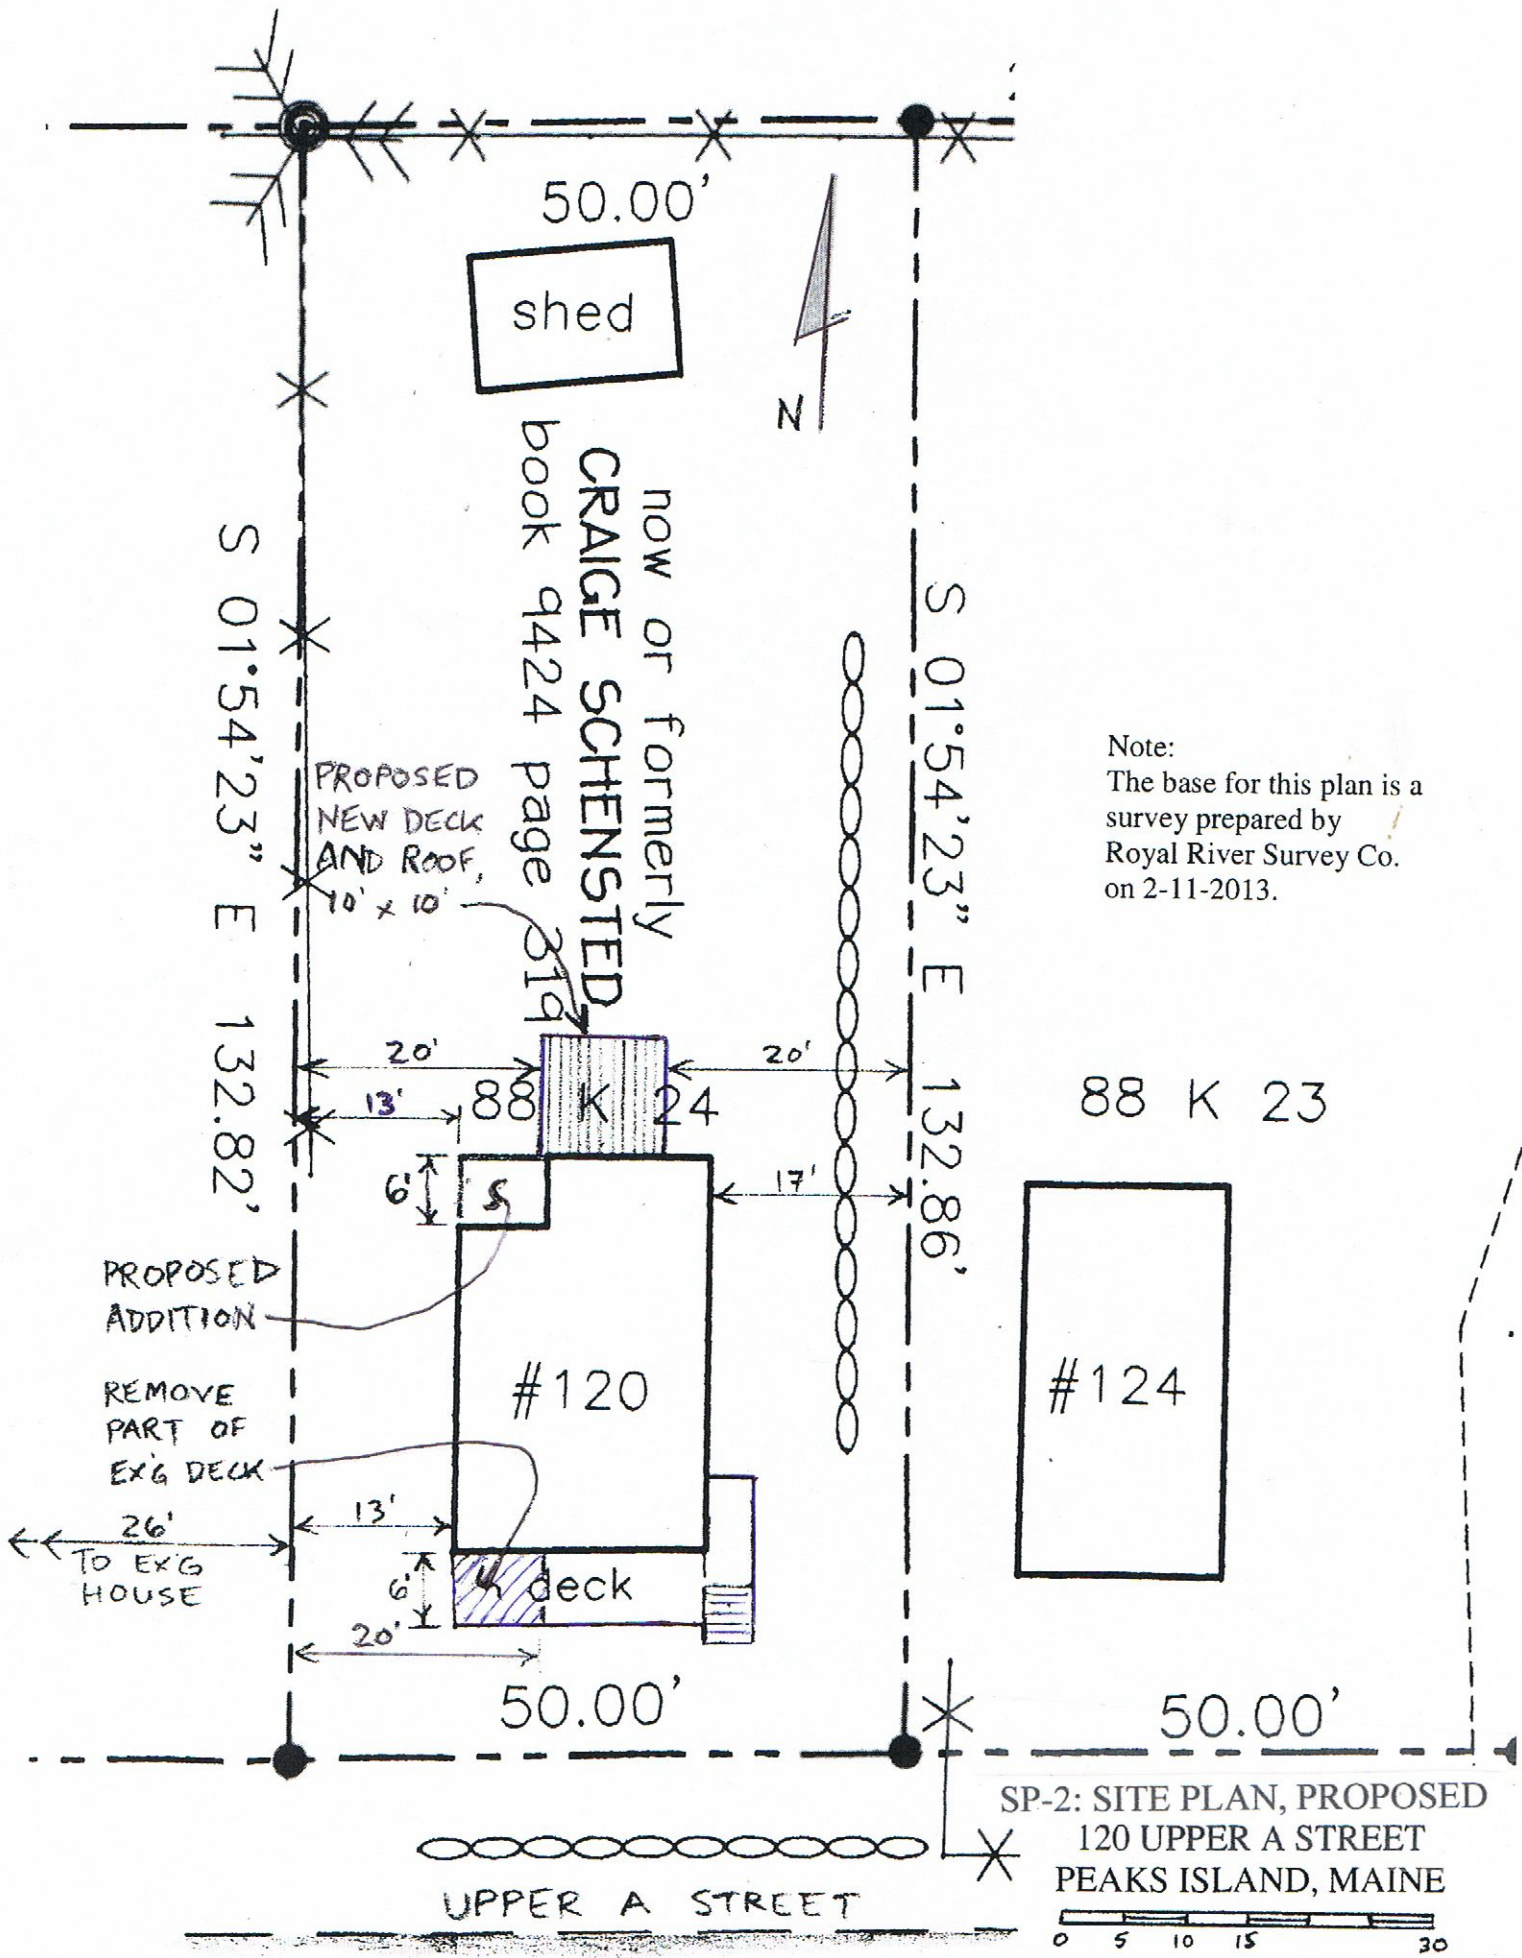 50.00'
shed
N
now or formerly
CRAIGE SCHENSTED
book 9424 page 319
S 01°54'23" E 132.82'
S 01°54'23" E 132.86'
Note:
The base for this plan is a
survey prepared by
Royal River Survey Co.
on 2-11-2013.
PROPOSED
NEW DECK
AND ROOF,
10' x 10'
20'
20'
13'
88 K 24
88 K 23
6'
17'
PROPOSED
ADDITION
#120
#124
REMOVE
PART OF
EX'G DECK
13'
26'
TO EX'G
HOUSE
6'
deck
20'
50.00'
50.00'
SP-2: SITE PLAN, PROPOSED
120 UPPER A STREET
PEAKS ISLAND, MAINE
UPPER A STREET
0 5 10 15 30